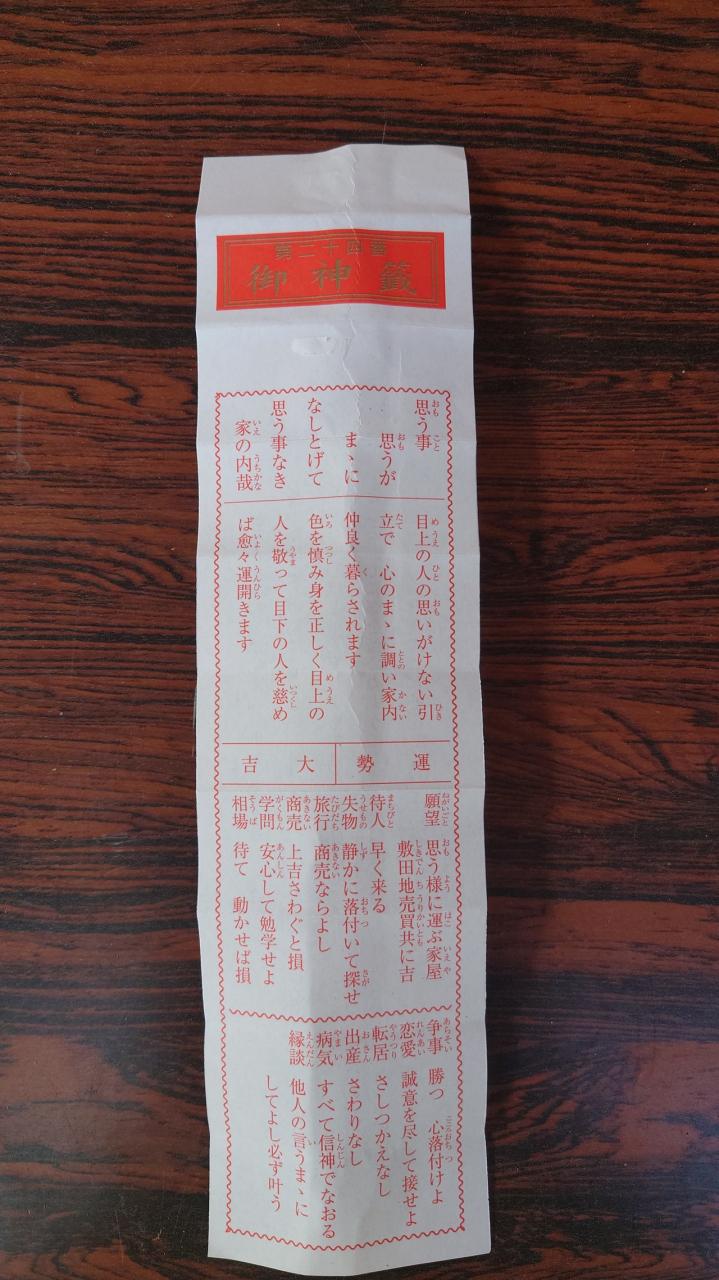 第二十四番
御神籤
思う事
思うが
まゝに
なしとげて
思う事なき
家の内哉
目上の人の思いがけない引
立で　心のまゝに調い家内
仲良く暮らされます
色を慎み身を正しく目上の
人を敬って目下の人を慈め
ば愈々運開きます
運勢
大吉
願望　思う様に運ぶ家屋
敷田地売買共に吉
待人　早く来る
失物　静かに落付いて探せ
旅行　商売ならよし
商売　上吉さわぐと損
学問　安心して勉学せよ
相場　待て　動かせば損
争事　勝つ　心落付けよ
恋愛　誠意を尽して接せよ
転居　さしつかえなし
出産　さわりなし
病気　すべて信神でなおる
縁談　他人の言うまゝに
してよし必ず叶う